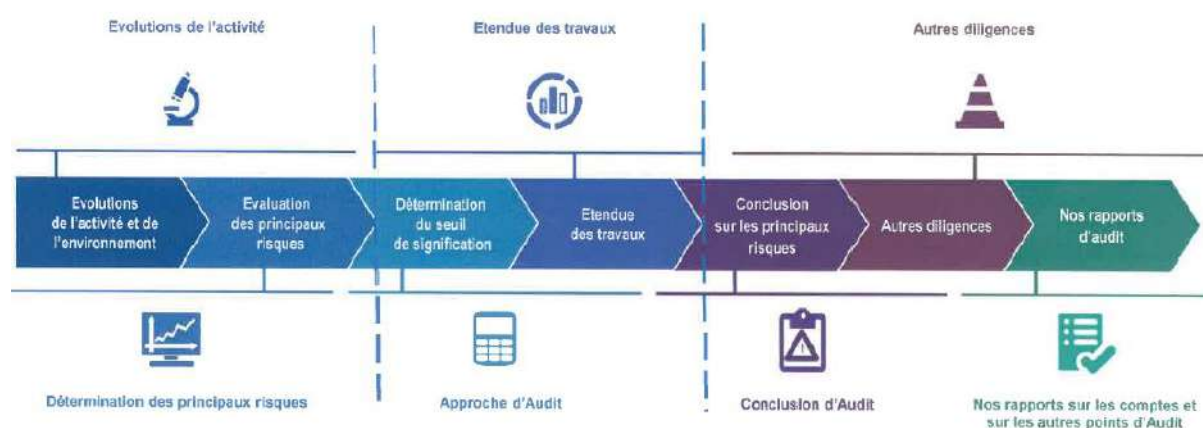 Evolutions de l'activité
Etendue des travaux
Autres diligences
Evolutions
de l'activité et de
l'environnement
Evaluation
des principaux
risques
Détermination
du seuil
de signification
Etendue
des travaux
Conclusion
sur les principaux
risques
Autres diligences
Nos rapports
d'audit
Détermination des principaux risques
Approche d'Audit
Conclusion d'Audit
Nos rapports sur les comptes et
sur les autres points d'Audit